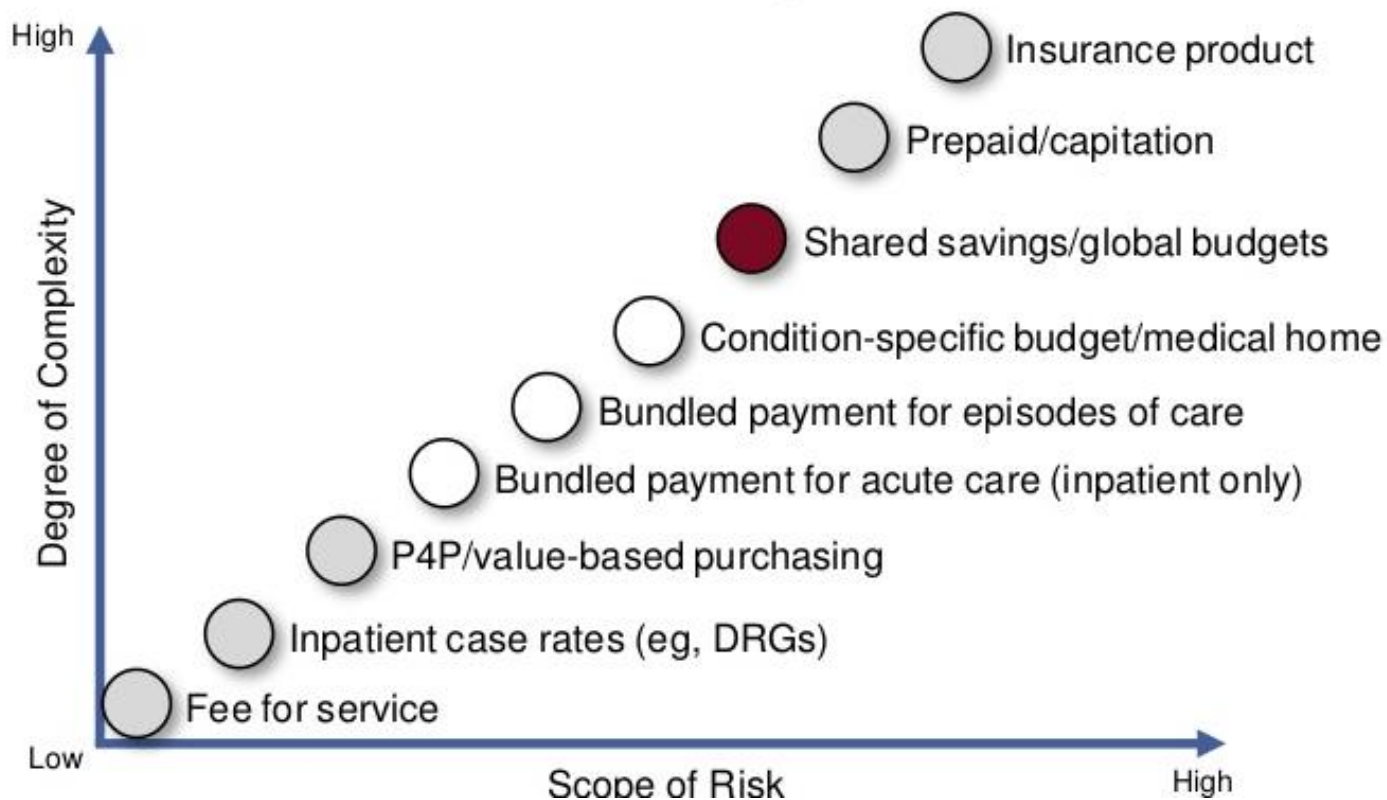 High
Insurance product
Prepaid/capitation
Shared savings/global budgets
Condition-specific budget/medical home
Bundled payment for episodes of care
Bundled payment for acute care (inpatient only)
P4P/value-based purchasing
Inpatient case rates (eg, DRGs)
Fee for service
Degree of Complexity
Low
Scope of Risk
High